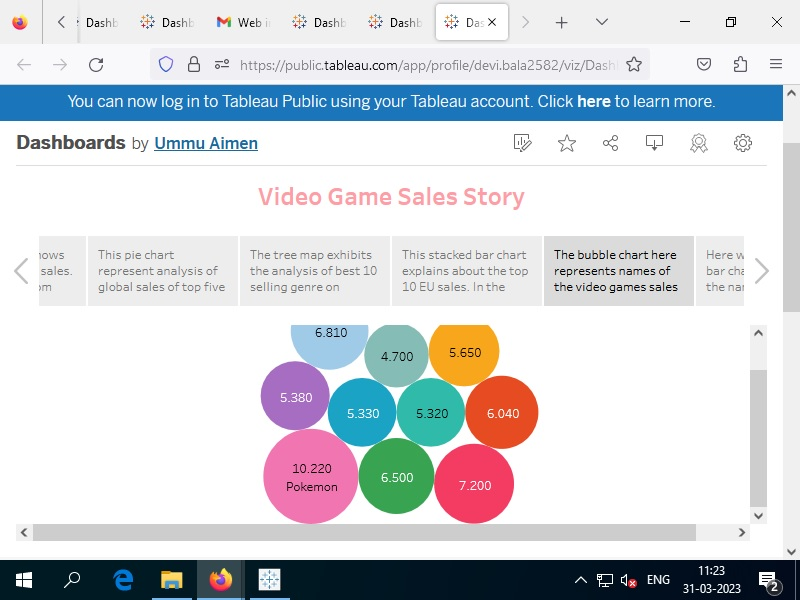 Dashb
Dashb
Web in
Dashb
Dashb
Das
https://public.tableau.com/app/profile/devi.bala2582/viz/Dash
You can now log in to Tableau Public using your Tableau account. Click here to learn more.
Dashboards by Ummu Aimen
Video Game Sales Story
ows
sales.
om
This pie chart
represent analysis of
global sales of top five
The tree map exhibits
the analysis of best 10
selling genre on
This stacked bar chart
explains about the top
10 EU sales. In the
The bubble chart here
represents names of
the video games sales
Here w
bar cha
the nar
6.810
4.700
5.650
5.380
5.330
5.320
6.040
10.220
Pokemon
6.500
7.200
ENG
11:23
31-03-2023
2